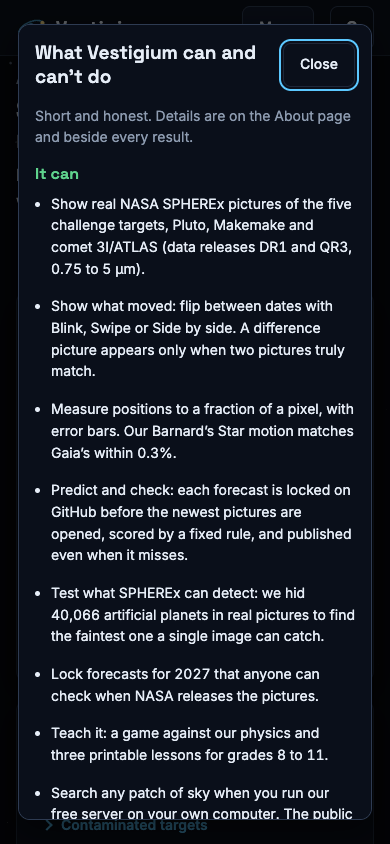 What Vestigium can and
can't do
Close
Short and honest. Details are on the About page
and beside every result.
It can
• Show real NASA SPHEREx pictures of the five
challenge targets, Pluto, Makemake and
comet 3I/ATLAS (data releases DR1 and QR3,
0.75 to 5 µm).
• Show what moved: flip between dates with
Blink, Swipe or Side by side. A difference
picture appears only when two pictures truly
match.
• Measure positions to a fraction of a pixel, with
error bars. Our Barnard's Star motion matches
Gaia's within 0.3%.
• Predict and check: each forecast is locked on
GitHub before the newest pictures are
opened, scored by a fixed rule, and published
even when it misses.
• Test what SPHEREx can detect: we hid
40,066 artificial planets in real pictures to find
the faintest one a single image can catch.
• Lock forecasts for 2027 that anyone can
check when NASA releases the pictures.
• Teach it: a game against our physics and
three printable lessons for grades 8 to 11.
• Search any patch of sky when you run our
free server on your own computer. The public
Contaminated targets